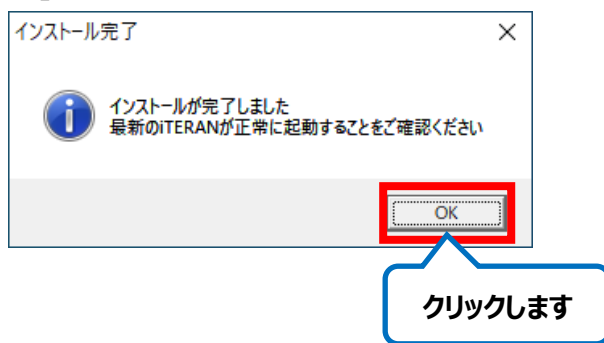 インストール完了
インストールが完了しました
最新のiTERANが正常に起動することをご確認ください
OK
クリックします